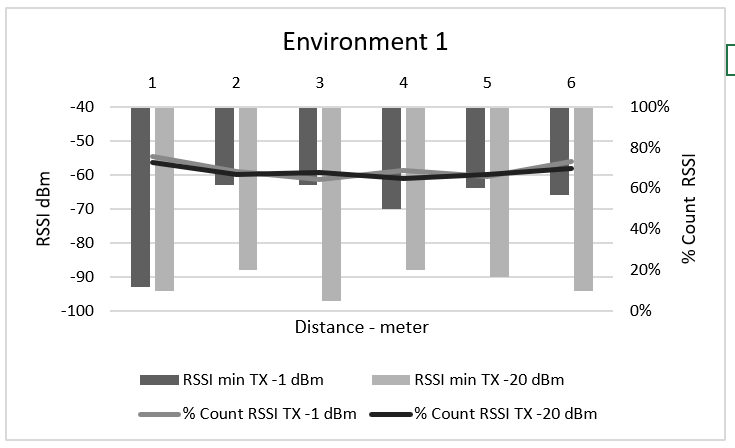 Environment 1
1 2 3 4 5 6
-40 100%
-50 80%
-60 60%
-70 40%
-80 20%
-90 0%
-100
RSSI dBm
% Count RSSI
Distance - meter
RSSI min TX -1 dBm RSSI min TX -20 dBm
% Count RSSI TX -1 dBm % Count RSSI TX -20 dBm